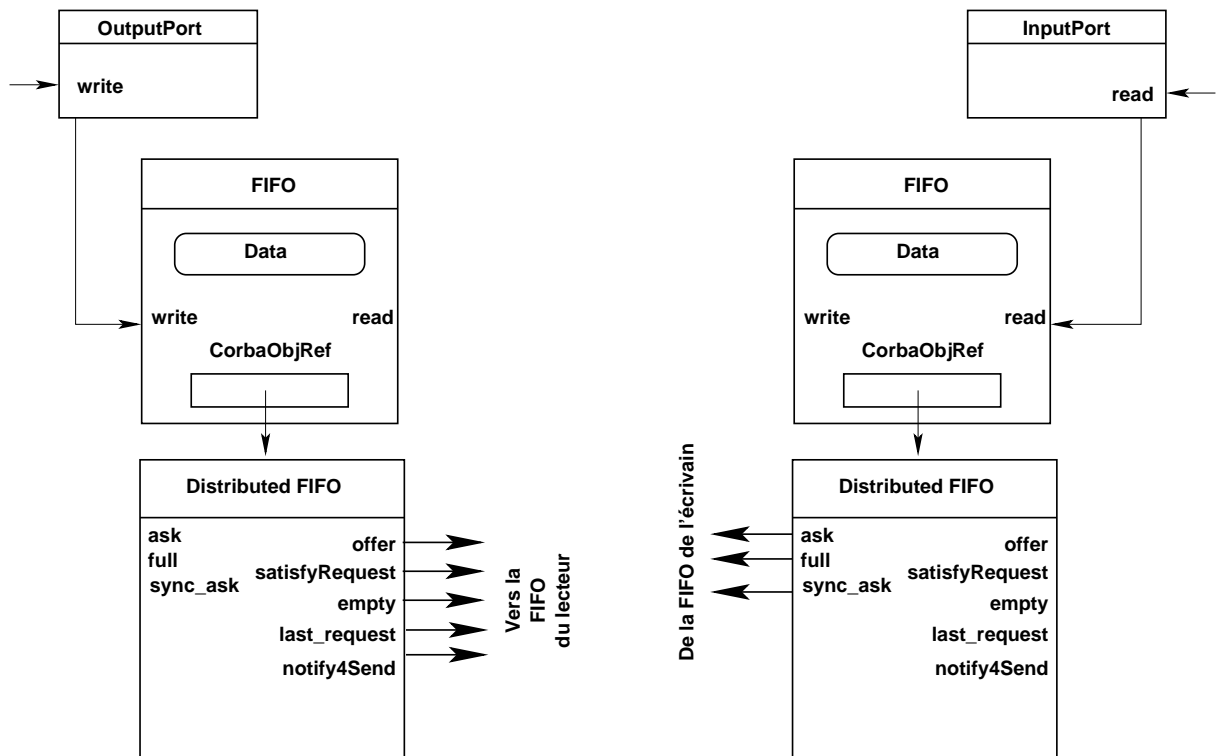 OutputPort
write
FIFO
Data
write
read
CorbaObjRef
Distributed FIFO
ask
full
sync_ask
offer
satisfyRequest
empty
last_request
notify4Send
Vers la
FIFO
du lecteur
InputPort
read
FIFO
Data
write
read
CorbaObjRef
De la FIFO de l'écrivain
Distributed FIFO
ask
full
sync_ask
offer
satisfyRequest
empty
last_request
notify4Send